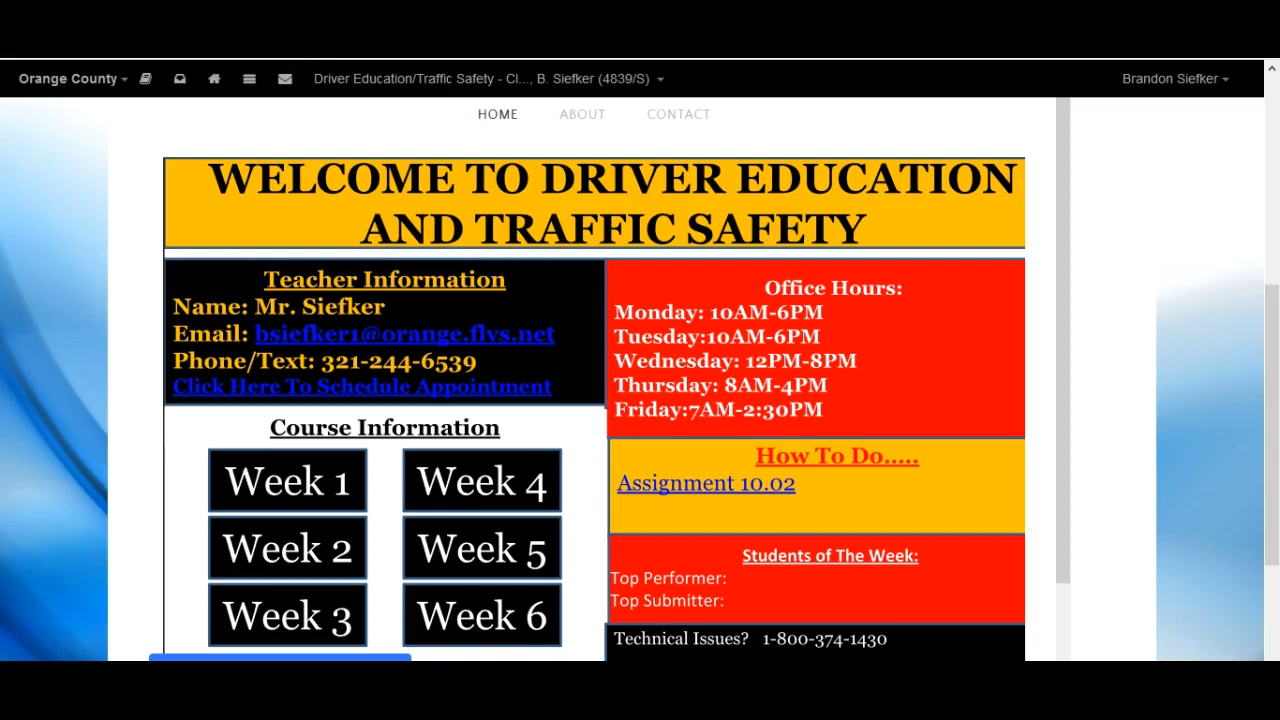 Orange County
Driver Education/Traffic Safety - Cl..., B. Siefker (4839/S)
Brandon Siefker
HOME ABOUT CONTACT
WELCOME TO DRIVER EDUCATION
AND TRAFFIC SAFETY
Teacher Information
Name: Mr. Siefker
Email: bsiefker1@orange.flvs.net
Phone/Text: 321-244-6539
Click Here To Schedule Appointment
Office Hours:
Monday: 10AM-6PM
Tuesday:10AM-6PM
Wednesday: 12PM-8PM
Thursday: 8AM-4PM
Friday:7AM-2:30PM
Course Information
Week 1
Week 4
Week 2
Week 5
Week 3
Week 6
How To Do.....
Assignment 10.02
Students of The Week:
Top Performer:
Top Submitter:
Technical Issues? 1-800-374-1430